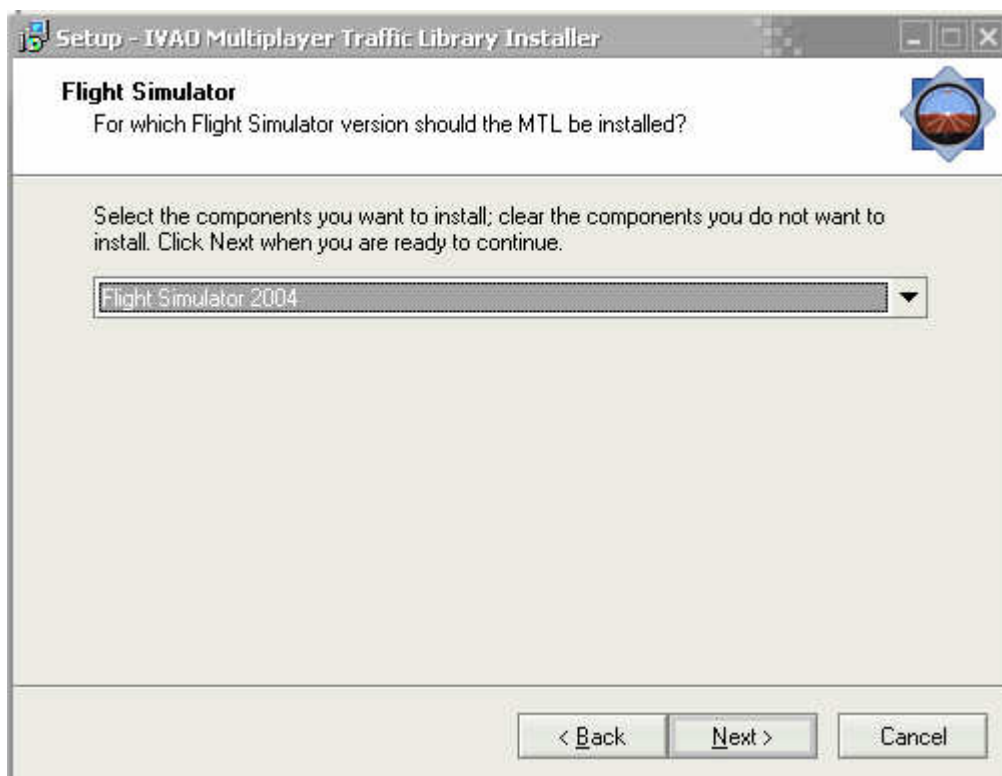 Setup - IVAO Multiplayer Traffic Library Installer
Flight Simulator
For which Flight Simulator version should the MTL be installed?
Select the components you want to install; clear the components you do not want to
install. Click Next when you are ready to continue.
Flight Simulator 2004
< Back
Next >
Cancel